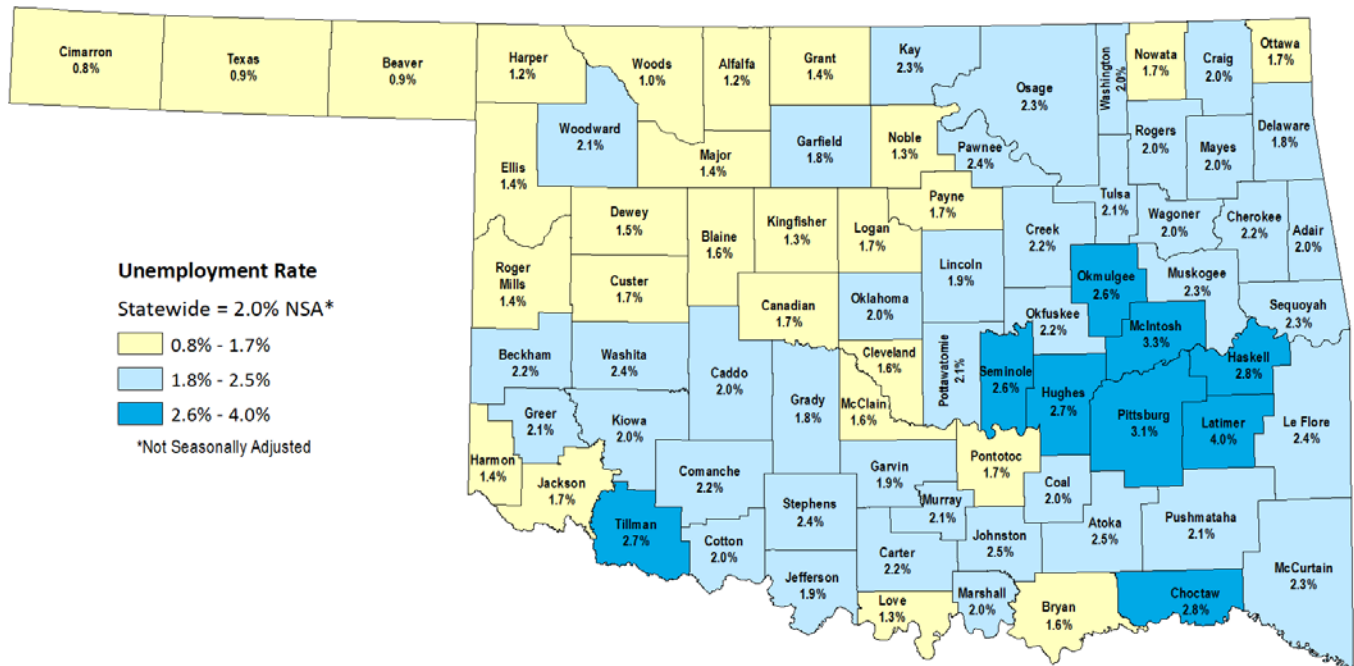 Cimarron
0.8%
Texas
0.9%
Beaver
0.9%
Harper
1.2%
Woods
1.0%
Alfalfa
1.2%
Grant
1.4%
Kay
2.3%
Osage
2.3%
Washington
2.0%
Nowata
1.7%
Craig
2.0%
Ottawa
1.7%
Woodward
2.1%
Ellis
1.4%
Major
1.4%
Garfield
1.8%
Noble
1.3%
Pawnee
2.4%
Rogers
2.0%
Mayes
2.0%
Delaware
1.8%
Dewey
1.5%
Blaine
1.6%
Kingfisher
1.3%
Logan
1.7%
Payne
1.7%
Creek
2.2%
Tulsa
2.1%
Wagoner
2.0%
Cherokee
2.2%
Adair
2.0%
Unemployment Rate
Statewide = 2.0% NSA*
0.8% - 1.7%
1.8% - 2.5%
2.6% - 4.0%
*Not Seasonally Adjusted
Roger
Mills
1.4%
Custer
1.7%
Canadian
1.7%
Oklahoma
2.0%
Lincoln
1.9%
Okfuskee
2.2%
Okmulgee
2.6%
Muskogee
2.3%
McIntosh
3.3%
Sequoyah
2.3%
Beckham
2.2%
Washita
2.4%
Caddo
2.0%
Grady
1.8%
Cleveland
1.6%
McClain
1.6%
Pottawatomie
2.1%
Seminole
2.6%
Hughes
2.7%
Pittsburg
3.1%
Haskell
2.8%
Latimer
4.0%
Le Flore
2.4%
Greer
2.1%
Kiowa
2.0%
Harmon
1.4%
Jackson
1.7%
Comanche
2.2%
Stephens
2.4%
Garvin
1.9%
Murray
2.1%
Pontotoc
1.7%
Coal
2.0%
Atoka
2.5%
Pushmataha
2.1%
McCurtain
2.3%
Tillman
2.7%
Cotton
2.0%
Jefferson
1.9%
Carter
2.2%
Johnston
2.5%
Love
1.3%
Marshall
2.0%
Bryan
1.6%
Choctaw
2.8%